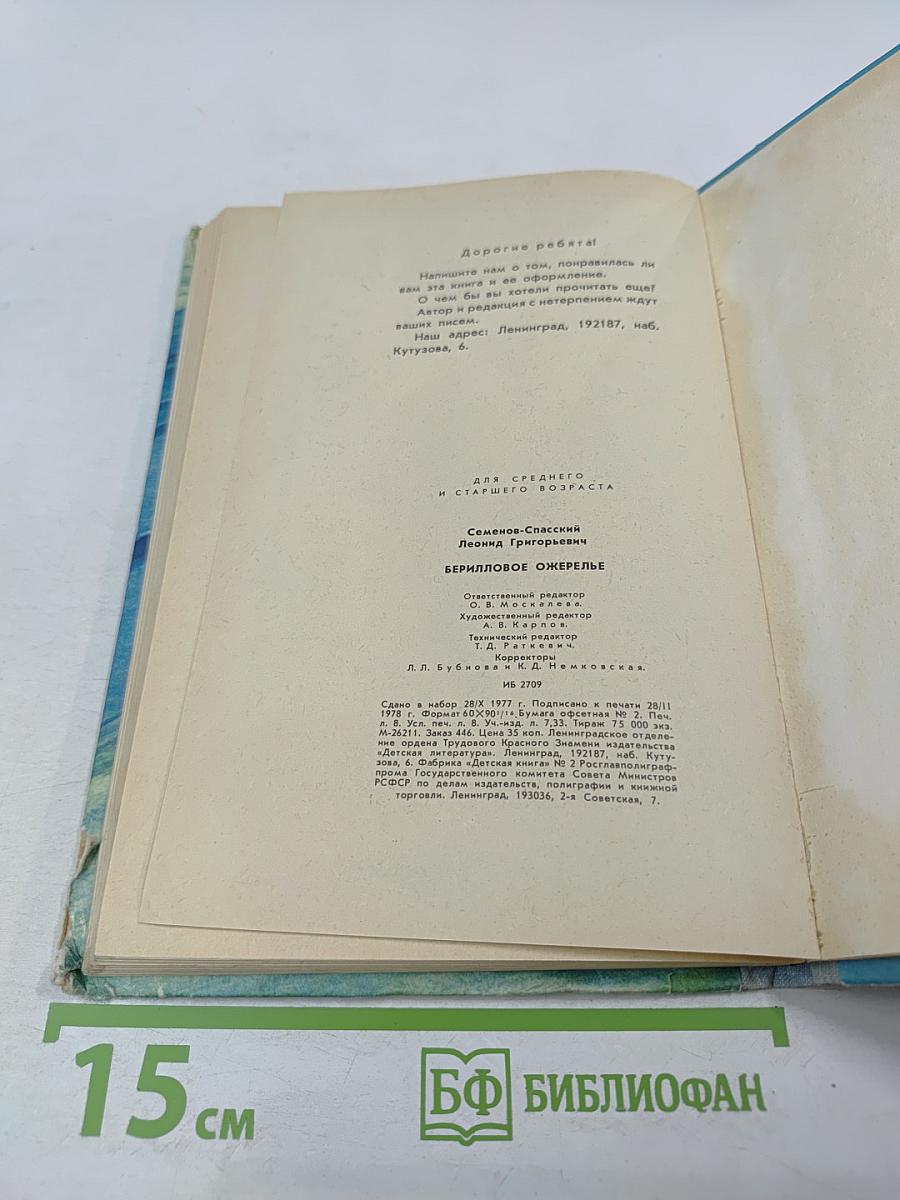 Дорогие ребята!
Напишите нам о том, понравилась ли
вам эта книга и ее оформление.
О чем бы вы хотели прочитать еще?
Автор и редакция с нетерпением ждут
ваших писем.
Наш адрес: Ленинград, 192187, наб.
Кутузова, 6.
ДЛЯ СРЕДНЕГО
И СТАРШЕГО ВОЗРАСТА
Семенов-Спасский
Леонид Григорьевич
БЕРИЛЛОВОЕ ОЖЕРЕЛЬЕ
Ответственный редактор
О. В. Москалева.
Художественный редактор
А. В. Карпов.
Технический редактор
Т. Д. Раткевич.
Корректоры
Л. Л. Бубнова и К. Д. Немковская.
ИБ 2709
Сдано в набор 28/X 1977 г. Подписано к печати 28/II
1978 г. Формат 60×90 1/16. Бумага офсетная № 2. Печ.
л. 8. Усл. печ. л. 8. Уч.-изд. л. 7,33. Тираж 75 000 экз.
М-26211. Заказ 446. Цена 35 коп. Ленинградское отделе-
ние ордена Трудового Красного Знамени издательства
«Детская литература». Ленинград, 192187, наб. Куту-
зова, 6. Фабрика «Детская книга» № 2 Росглавполиграф-
прома Государственного комитета Совета Министров
РСФСР по делам издательств, полиграфии и книжной
торговли. Ленинград, 193036, 2-я Советская, 7.
15 см
БФ БИБЛИОФАН